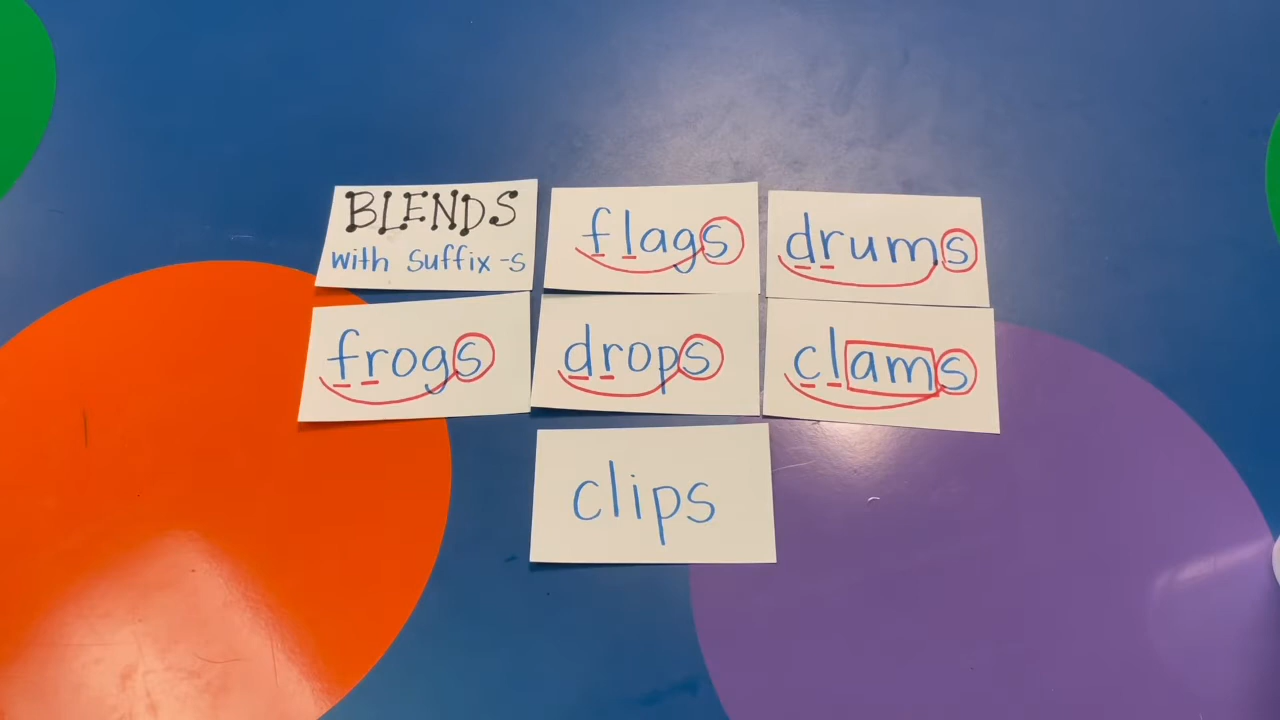 BLENDS
with suffix -s
flags
drums
frogs
drops
clams
clips